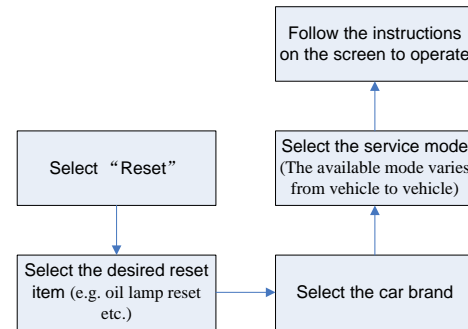 Select “Reset”
Select the desired reset
item (e.g. oil lamp reset
etc.)
Select the car brand
Select the service mode
(The available mode varies
from vehicle to vehicle)
Follow the instructions
on the screen to operate